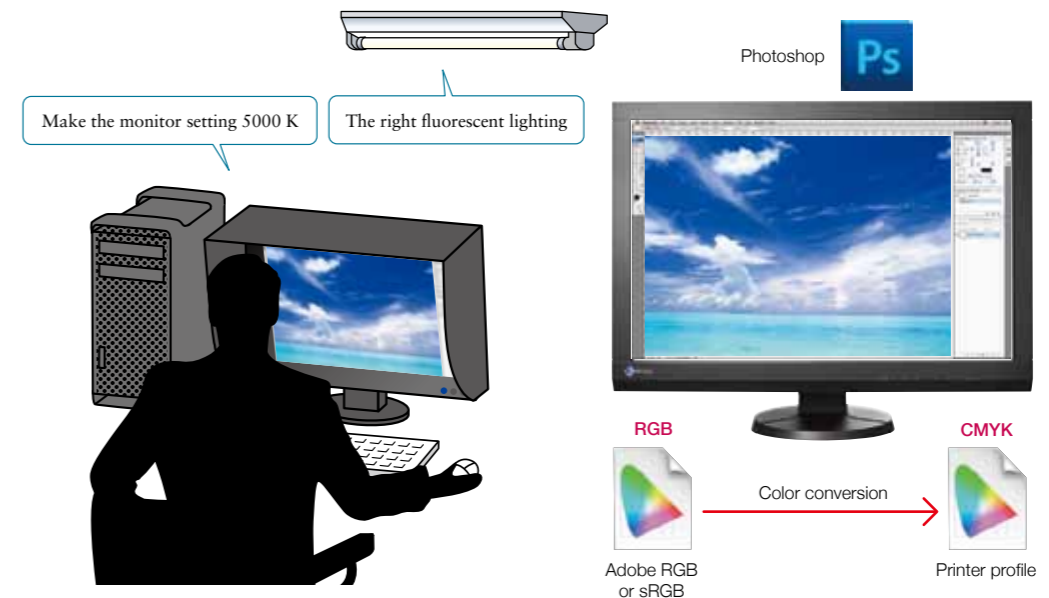 Photoshop
Ps
Make the monitor setting 5000 K
The right fluorescent lighting
RGB
CMYK
Color conversion
Adobe RGB
or sRGB
Printer profile